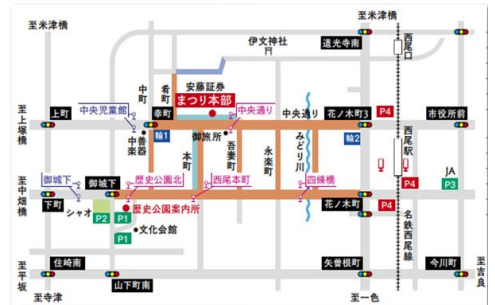 至米津橋
至米津橋
伊文神社
道光寺南
西尾口
肴町
中町
安藤証券
まつり本部
中央児童館
中央通り
中央通り
上町
幸町
花ノ木町3
P4
市役所前
至上塚橋
中楽
善器
輪1
御旅所
吾妻町
永楽町
みどり川
輪2
西尾駅
本町
JA
御城下
御城下
歴史公園北
西尾本町
四條橋
P4
P3
至中畑橋
下町
シャオ
P2
P1
歴史公園案内所
花ノ木町
P4
P1
文化会館
名鉄西尾線
住崎南
山下町南
矢曽根町
今川町
至平坂
至吉良
至寺津
至一色